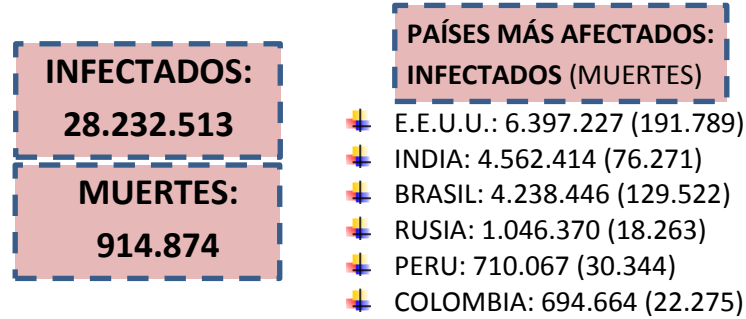 INFECTADOS:
28.232.513
MUERTES:
914.874
PAÍSES MÁS AFECTADOS:
INFECTADOS (MUERTES)
E.E.U.U.: 6.397.227 (191.789)
INDIA: 4.562.414 (76.271)
BRASIL: 4.238.446 (129.522)
RUSIA: 1.046.370 (18.263)
PERU: 710.067 (30.344)
COLOMBIA: 694.664 (22.275)